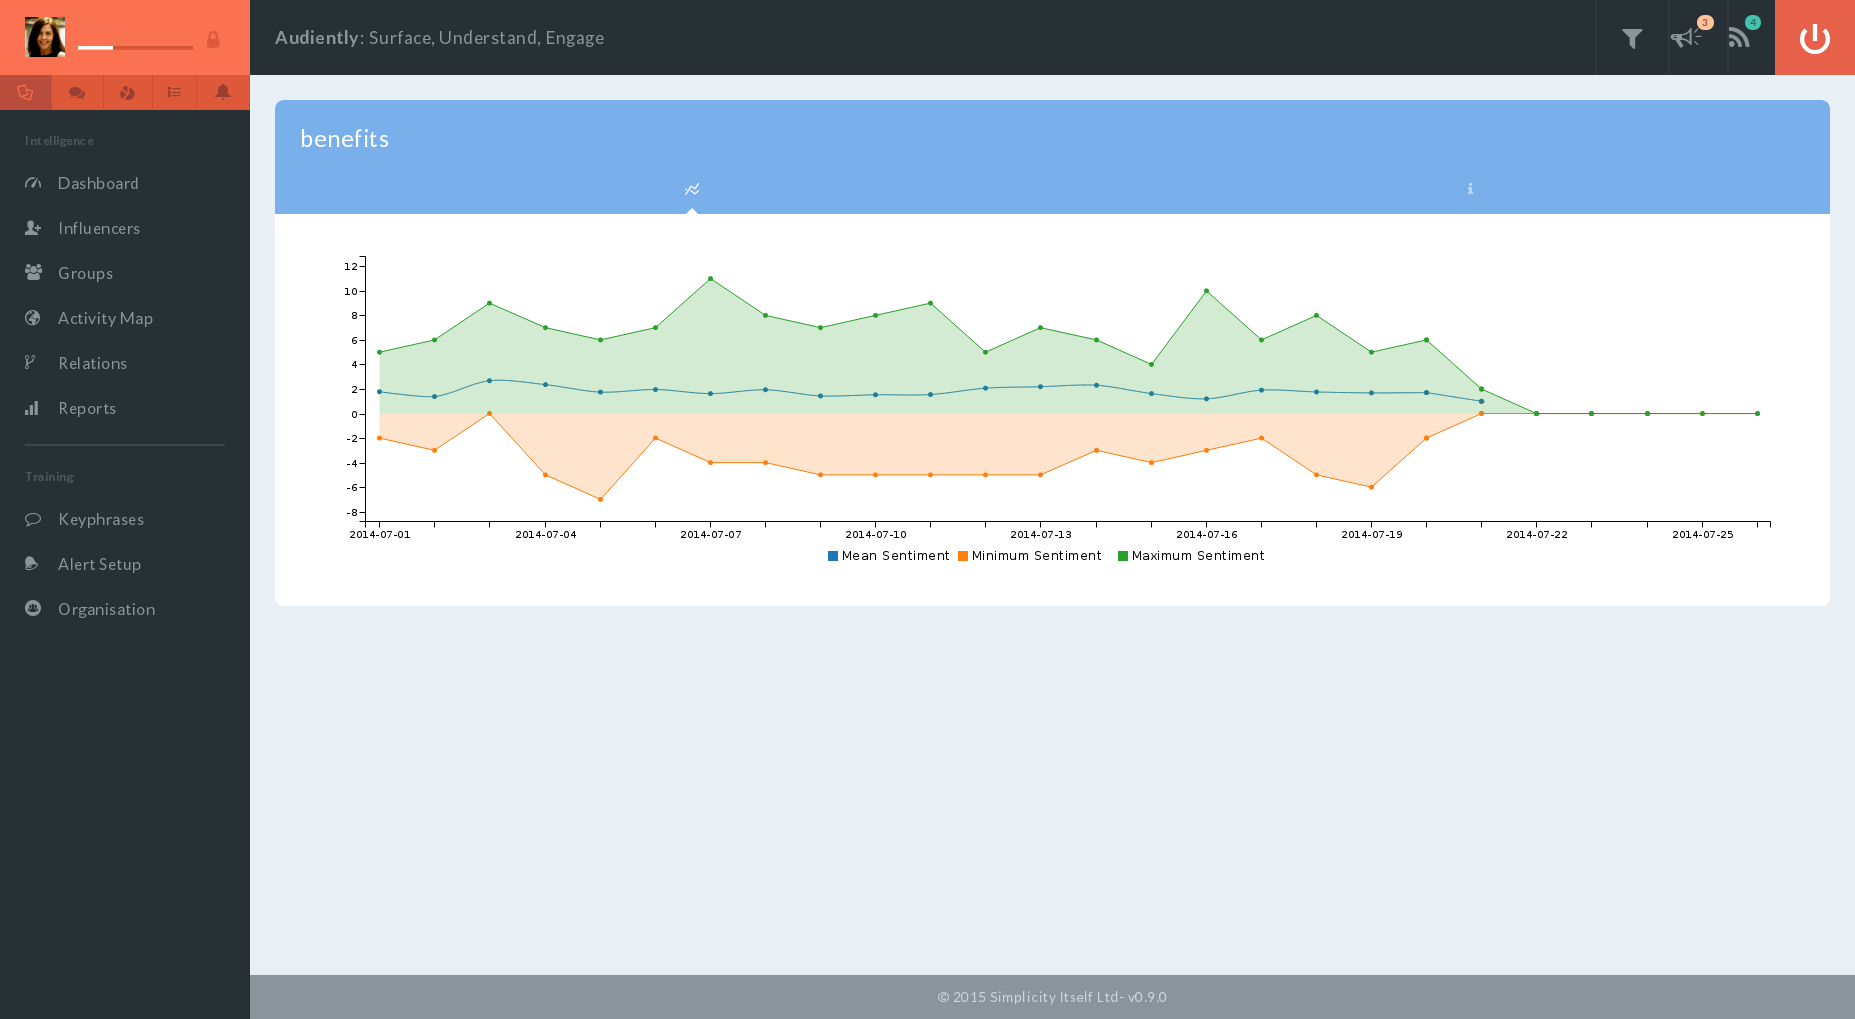 Audiently: Surface, Understand, Engage
3
4
Intelligence
Dashboard
Influencers
Groups
Activity Map
Relations
Reports
Training
Keyphrases
Alert Setup
Organisation
benefits
12
10
8
6
4
2
0
-2
-4
-6
-8
2014-07-01 2014-07-04 2014-07-07 2014-07-10 2014-07-13 2014-07-16 2014-07-19 2014-07-22 2014-07-25
Mean Sentiment Minimum Sentiment Maximum Sentiment
© 2015 Simplicity Itself Ltd- v0.9.0